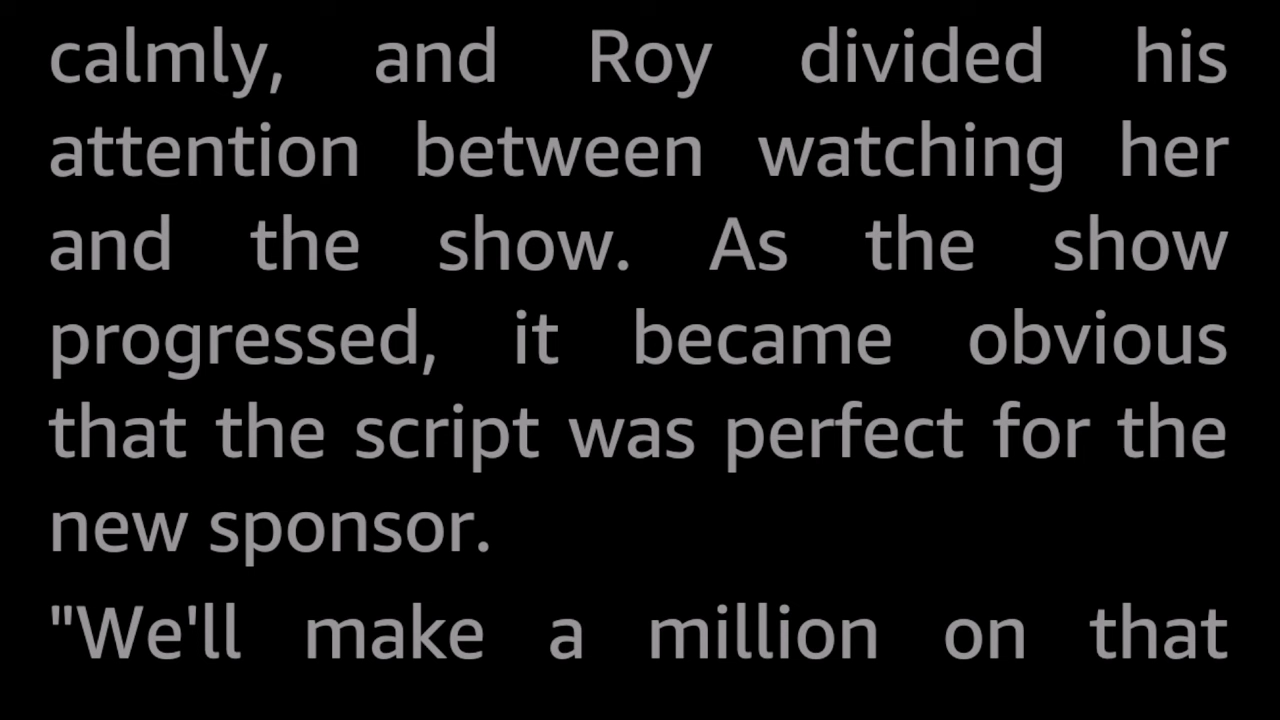 calmly, and Roy divided his
attention between watching her
and the show. As the show
progressed, it became obvious
that the script was perfect for the
new sponsor.
"We'll make a million on that